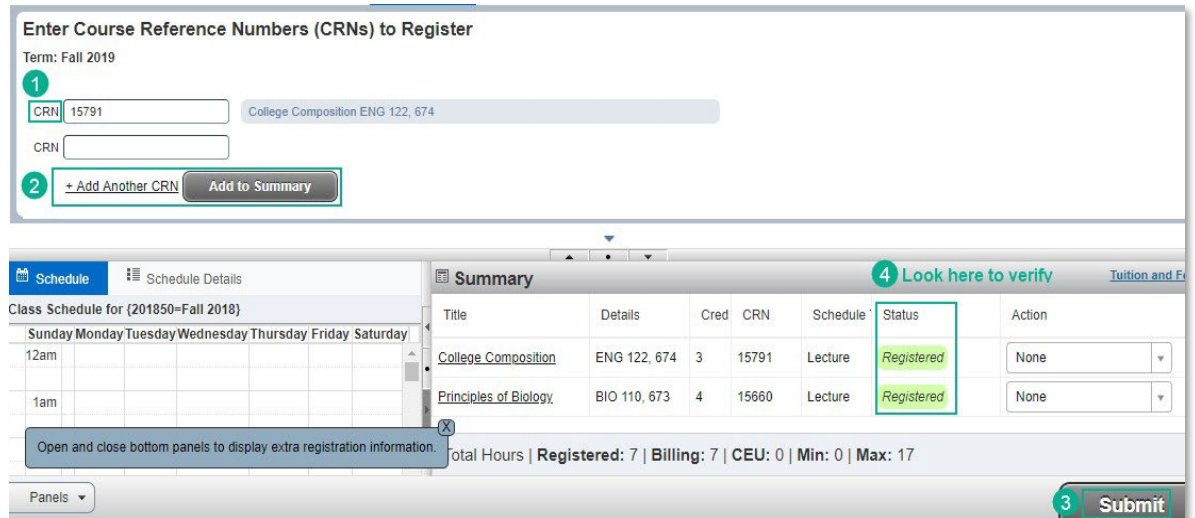 Enter Course Reference Numbers (CRNs) to Register
Term: Fall 2019
1
CRN 15791 College Composition ENG 122, 674
CRN
2 + Add Another CRN Add to Summary
Schedule Schedule Details
Class Schedule for {201850=Fall 2018}
Sunday Monday Tuesday Wednesday Thursday Friday Saturday
12am
1am
Open and close bottom panels to display extra registration information. X
Panels
Summary 4 Look here to verify Tuition and
Title Details Cred CRN Schedule Status Action
College Composition ENG 122, 674 3 15791 Lecture Registered None
Principles of Biology BIO 110, 673 4 15660 Lecture Registered None
Total Hours | Registered: 7 | Billing: 7 | CEU: 0 | Min: 0 | Max: 17
3 Submit